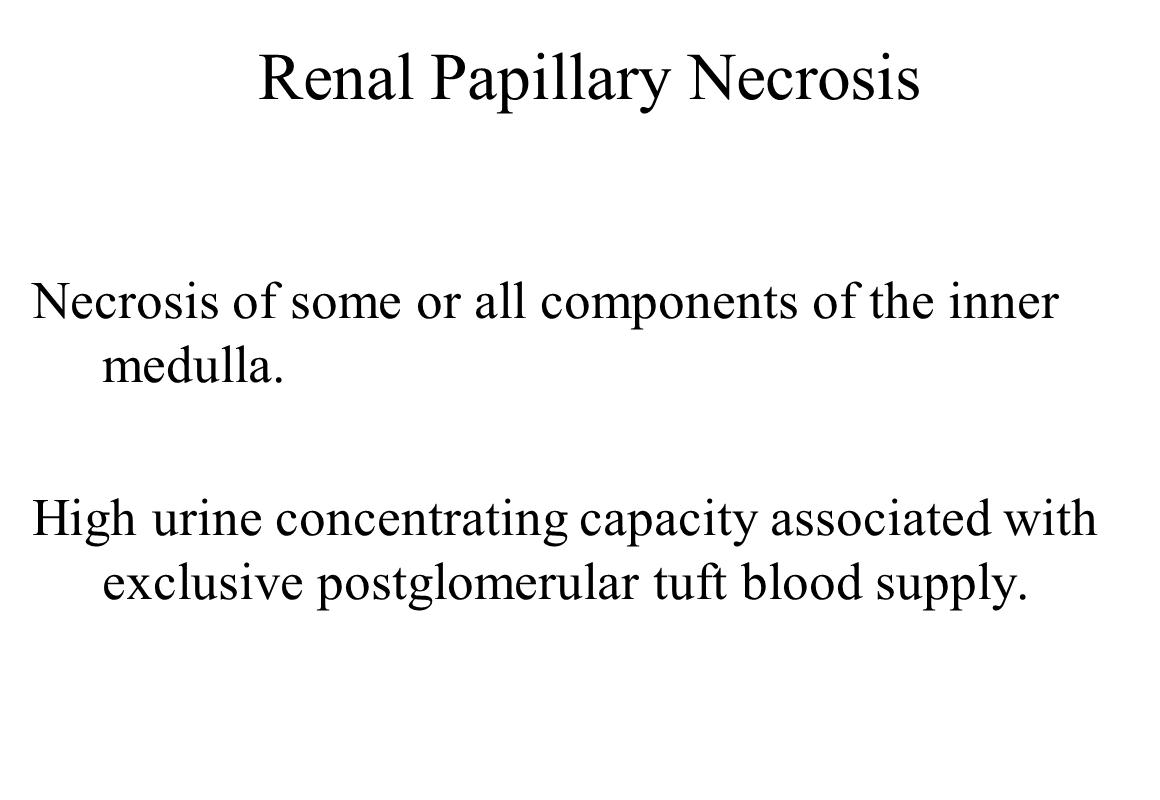 Renal Papillary Necrosis
Necrosis of some or all components of the inner
medulla.
High urine concentrating capacity associated with
exclusive postglomerular tuft blood supply.